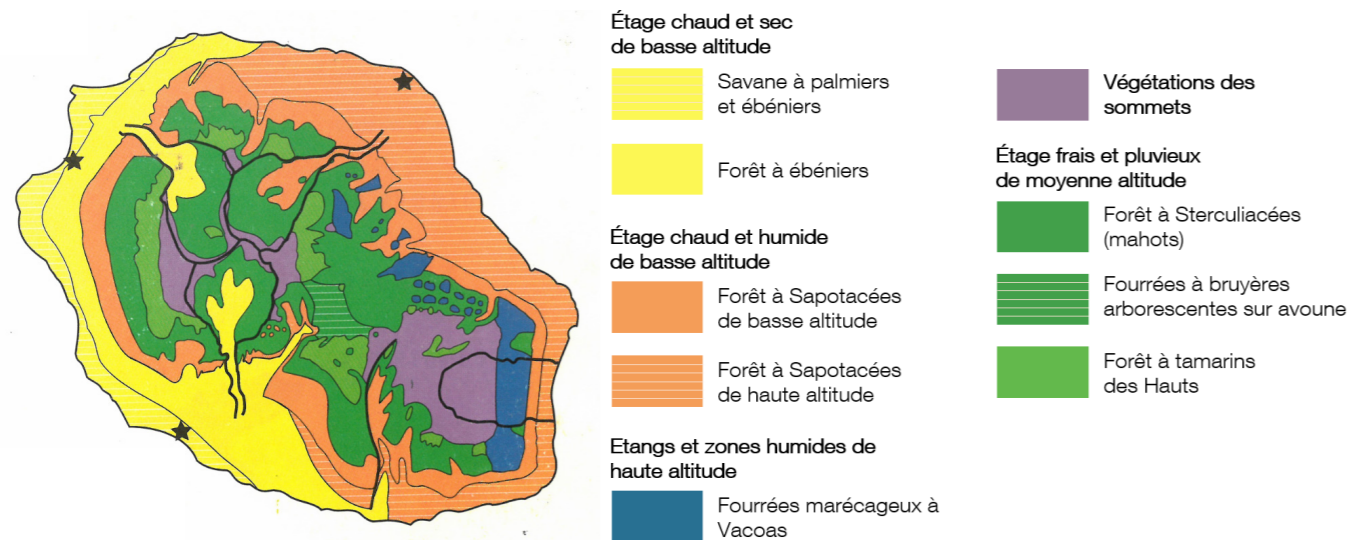 Étage chaud et sec
de basse altitude
Savane à palmiers
et ébéniers
Forêt à ébéniers
Étage chaud et humide
de basse altitude
Forêt à Sapotacées
de basse altitude
Forêt à Sapotacées
de haute altitude
Etangs et zones humides de
haute altitude
Fourrées marécageux à
Vacoas
Végétations des
sommets
Étage frais et pluvieux
de moyenne altitude
Forêt à Sterculiacées
(mahots)
Fourrées à bruyères
arborescentes sur avoune
Forêt à tamarins
des Hauts